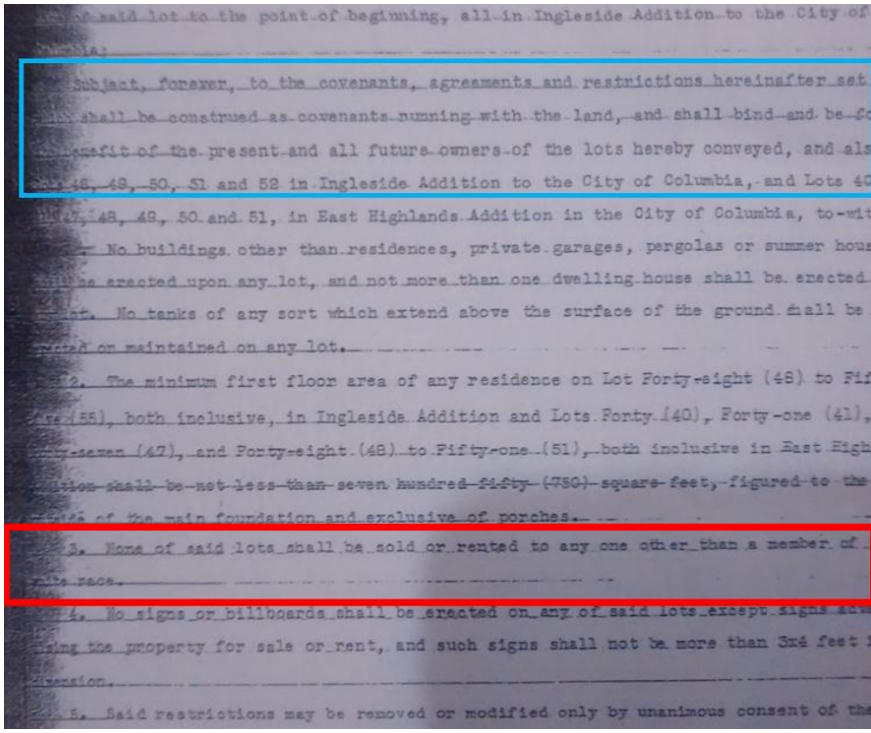 of said lot to the point of beginning, all in Ingleside Addition to the City of
Columbia;
Subject, forever, to the covenants, agreements and restrictions hereinafter set
shall be construed as covenants running with the land, and shall bind and be
benefit of the present and all future owners of the lots hereby conveyed, and
48, 49, 50, 51 and 52 in Ingleside Addition to the City of Columbia, and Lots 40
48, 49, 50 and 51, in East Highlands Addition in the City of Columbia,
No buildings other than residences, private garages, pergolas or summer
be erected upon any lot, and not more than one dwelling house shall be erected
No tanks of any sort which extend above the surface of the ground shall be
or maintained on any lot.
2. The minimum first floor area of any residence on Lot Forty-eight (48) to
(55), both inclusive, in Ingleside Addition and Lots Forty (40), Forty-one (41),
(47), and Forty-eight (48) to Fifty-one (51), both inclusive in East
shall be not less than seven hundred fifty (750) square feet, figured to the
of the main foundation and exclusive of porches.
3. None of said lots shall be sold or rented to any one other than a member of
race.
4. No signs or billboards shall be erected on any of said lots except signs
the property for sale or rent, and such signs shall not be more than 3x4 feet
5. Said restrictions may be removed or modified only by unanimous consent of the